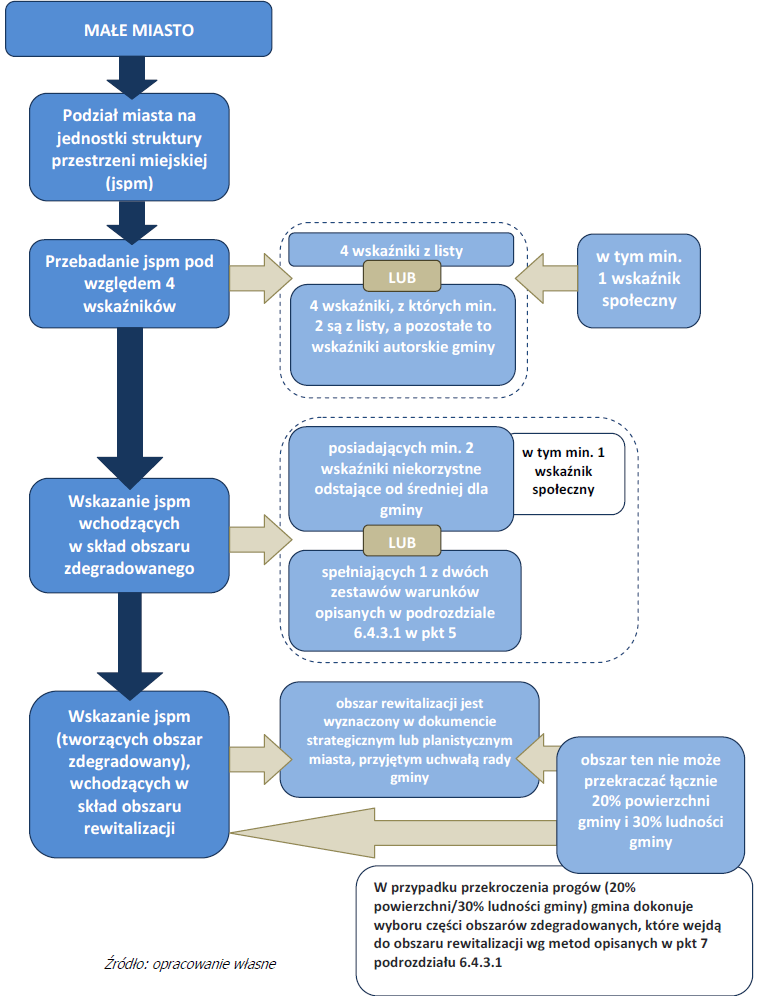 MAŁE MIASTO
Podział miasta na
jednostki struktury
przestrzeni miejskiej
(jspm)
Przebadanie jspm pod
względem 4
wskaźników
4 wskaźniki z listy
LUB
4 wskaźniki, z których min.
2 są z listy, a pozostałe to
wskaźniki autorskie gminy
w tym min.
1 wskaźnik
społeczny
Wskazanie jspm
wchodzących
w skład obszaru
zdegradowanego
posiadających min. 2
wskaźniki niekorzystne
odstające od średniej dla
gminy
w tym min. 1
wskaźnik
społeczny
LUB
spełniających 1 z dwóch
zestawów warunków
opisanych w podrozdziale
6.4.3.1 w pkt 5
Wskazanie jspm
(tworzących obszar
zdegradowany),
wchodzących w
skład obszaru
rewitalizacji
obszar rewitalizacji jest
wyznaczony w dokumencie
strategicznym lub planistycznym
miasta, przyjętym uchwałą rady
gminy
obszar ten nie może
przekraczać łącznie
20% powierzchni
gminy i 30% ludności
gminy
W przypadku przekroczenia progów (20%
powierzchni/30% ludności gminy) gmina dokonuje
wyboru części obszarów zdegradowanych, które wejdą
do obszaru rewitalizacji wg metod opisanych w pkt 7
podrozdziału 6.4.3.1
Źródło: opracowanie własne